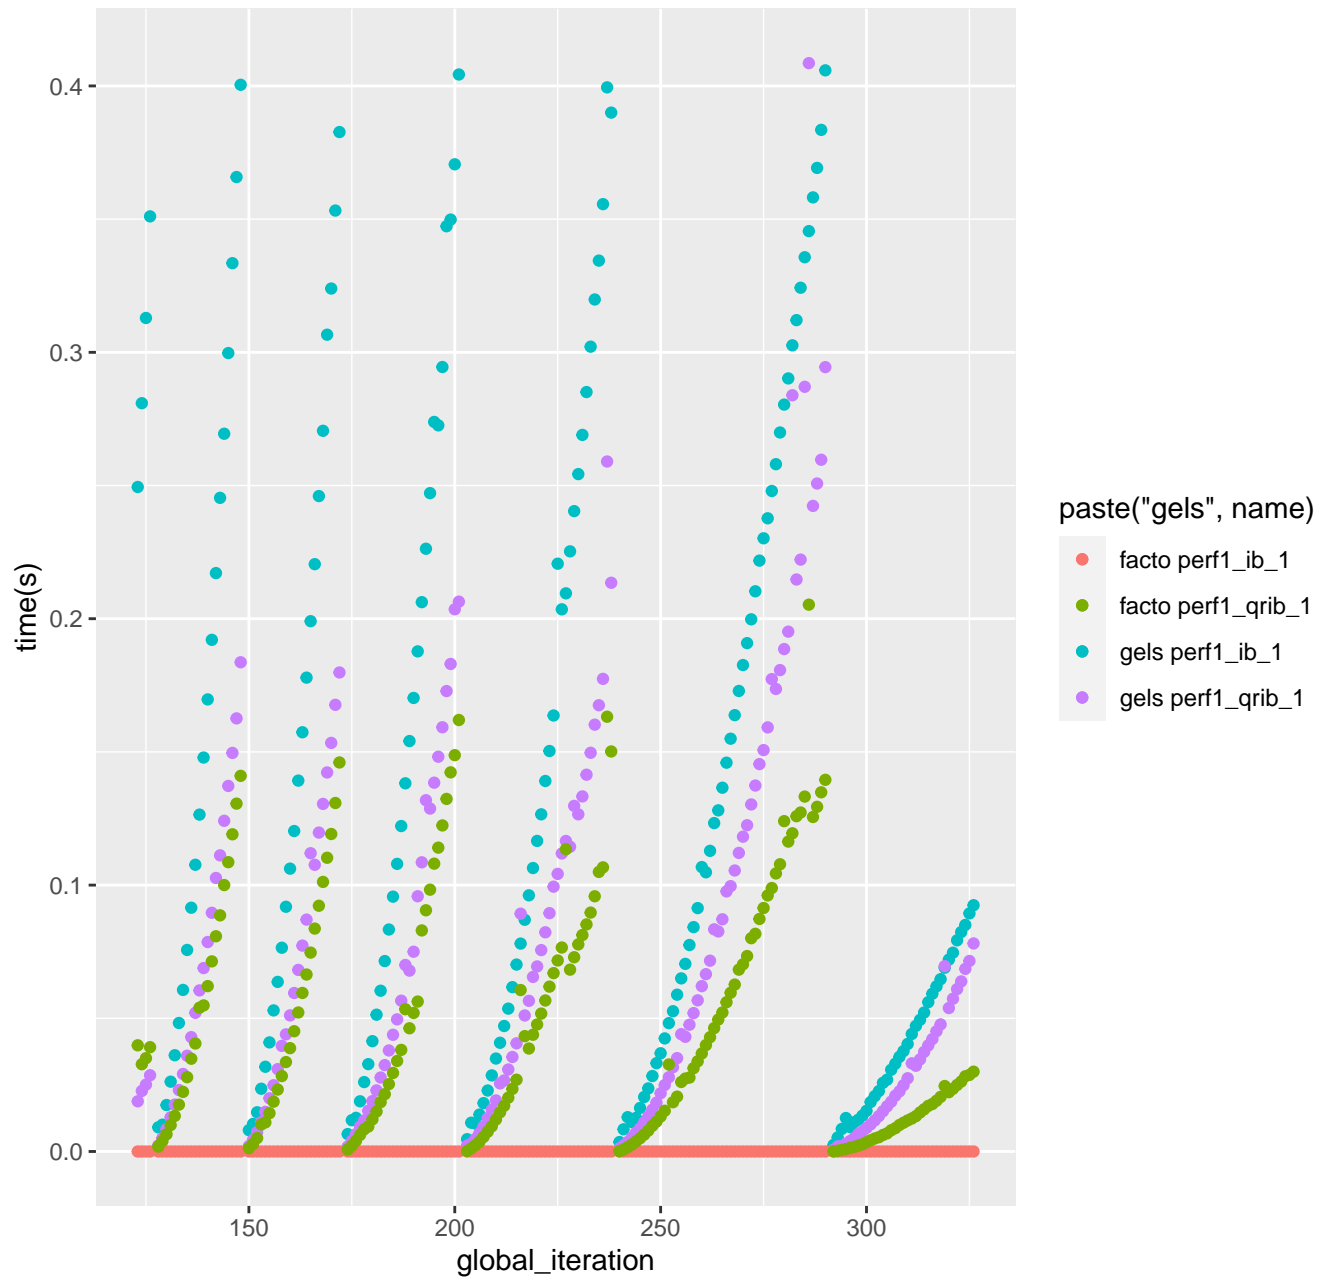 0.4
0.3
0.2
0.1
0.0
time(s)
150
200
250
300
global_iteration
paste("gels", name)
facto perf1_ib_1
facto perf1_qrib_1
gels perf1_ib_1
gels perf1_qrib_1